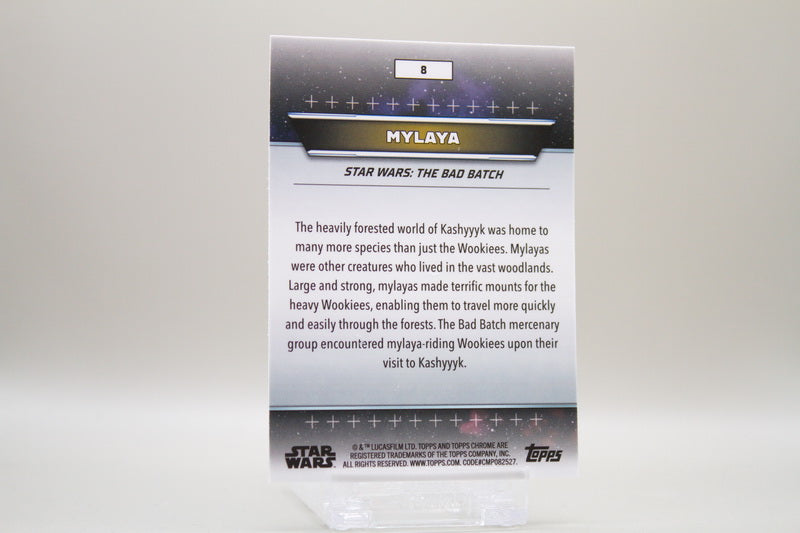 8
MYLAYA
STAR WARS: THE BAD BATCH
The heavily forested world of Kashyyyk was home to
many more species than just the Wookiees. Mylayas
were other creatures who lived in the vast woodlands.
Large and strong, mylayas made terrific mounts for the
heavy Wookiees, enabling them to travel more quickly
and easily through the forests. The Bad Batch mercenary
group encountered mylaya-riding Wookiees upon their
visit to Kashyyyk.
STAR
WARS.
© & ™ LUCASFILM LTD. TOPPS AND TOPPS CHROME ARE
REGISTERED TRADEMARKS OF THE TOPPS COMPANY, INC.
ALL RIGHTS RESERVED. WWW.TOPPS.COM. CODE#CMP082527.
Topps